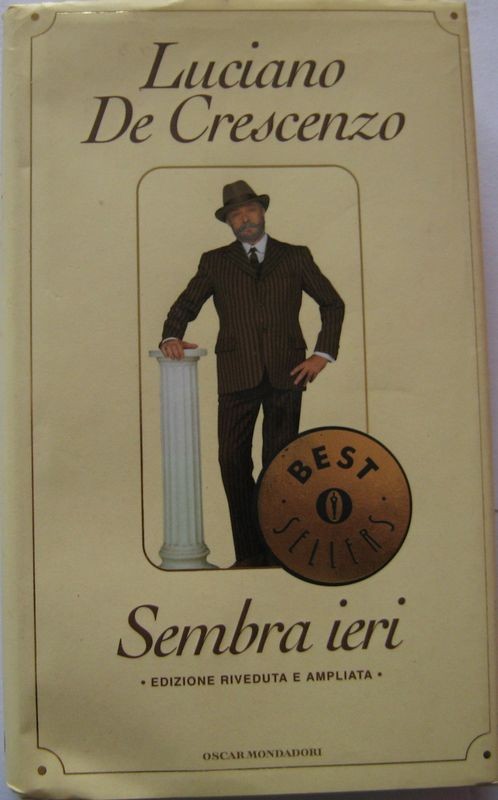 Luciano
De Crescenzo
BEST
SELLERS
Sembra ieri
• EDIZIONE RIVEDUTA E AMPLIATA •
OSCAR MONDADORI